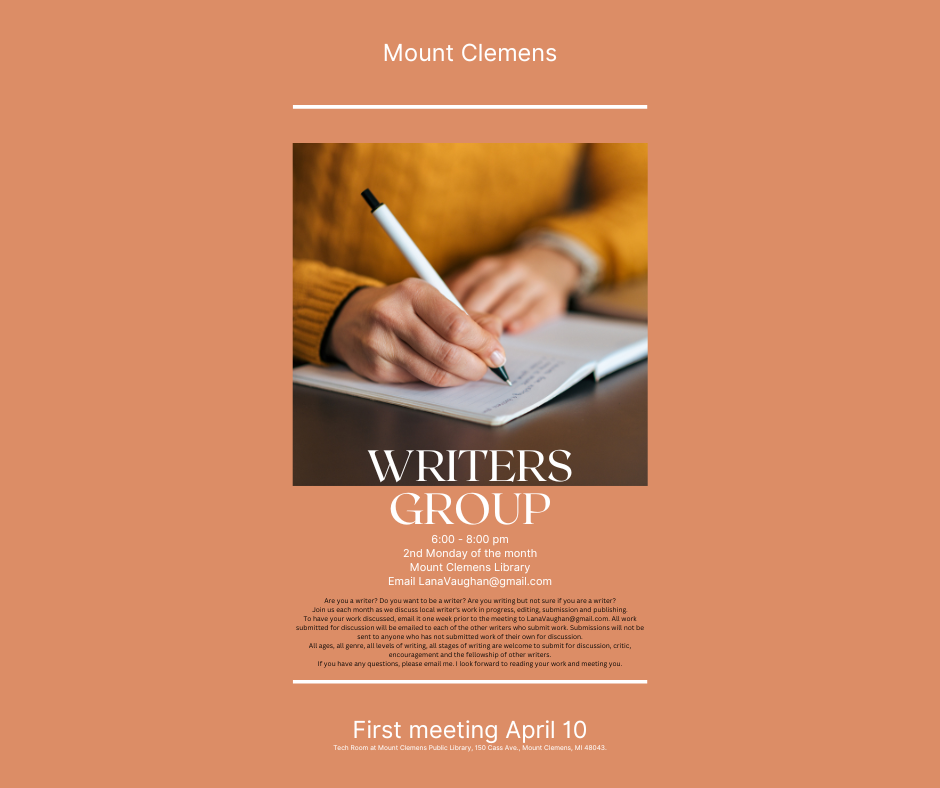 Mount Clemens
WRITERS
GROUP
6:00 - 8:00 pm
2nd Monday of the month
Mount Clemens Library
Email LanaVaughan@gmail.com
Are you a writer? Do you want to be a writer? Are you writing but not sure if you are a writer?
Join us each month as we discuss local writer's work in progress, editing, submission and publishing.
To have your work discussed, email it one week prior to the meeting to LanaVaughan@gmail.com. All work
submitted for discussion will be emailed to each of the other writers who submit work. Submissions will not be
sent to anyone who has not submitted work of their own for discussion.
All ages, all genre, all levels of writing, all stages of writing are welcome to submit for discussion, critic,
encouragement and the fellowship of other writers.
If you have any questions, please email me. I look forward to reading your work and meeting you.
First meeting April 10
Tech Room at Mount Clemens Public Library, 150 Cass Ave., Mount Clemens, MI 48043.